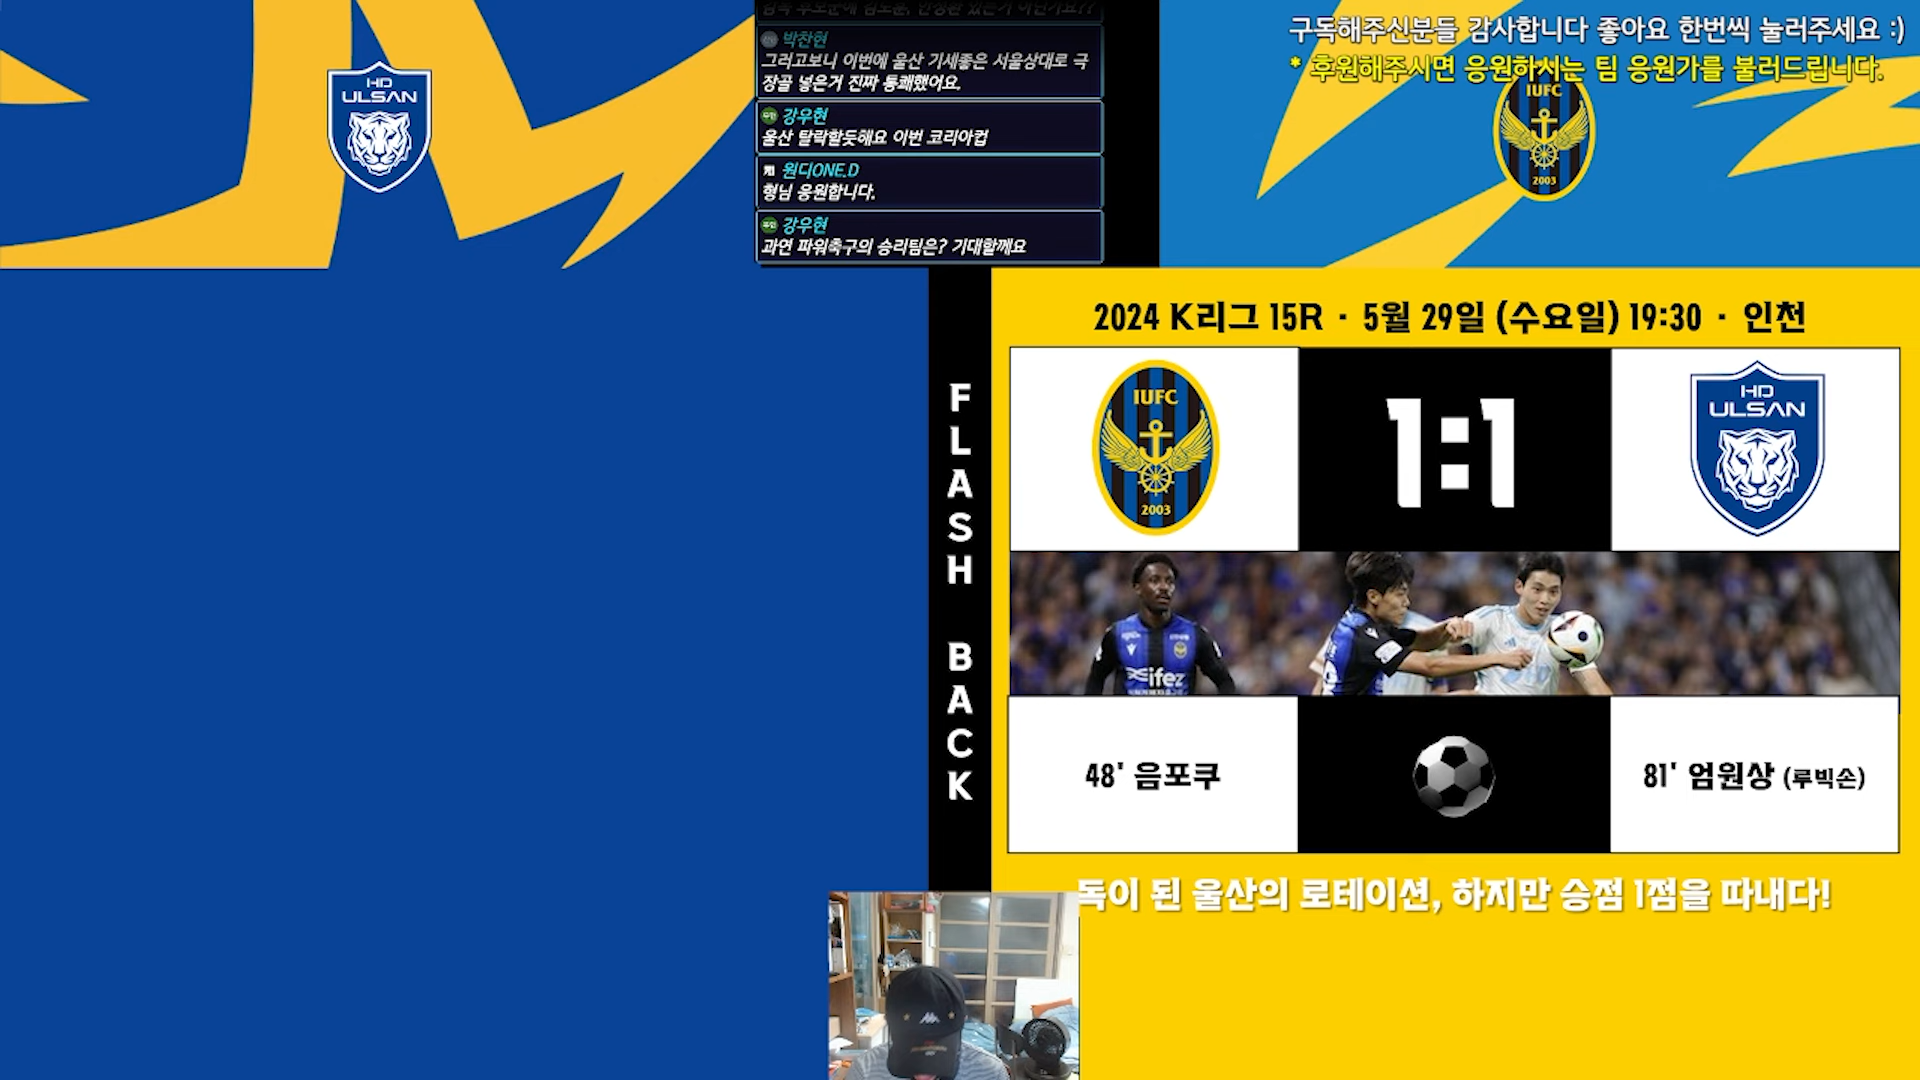 HD
ULSAN
박찬현
그러고보니 이번에 울산 기세좋은 서울상대로 극
장골 넣은거 진짜 통쾌했어요.
강우현
울산 탈락할듯해요 이번 코리아컵
원디ONE.D
형님 응원합니다.
강우현
과연 파워축구의 승리팀은? 기대할께요
구독해주신분들 감사합니다 좋아요 한번씩 눌러주세요 :)
* 후원해주시면 응원하시는 팀 응원가를 불러드립니다.
IUFC
2003
FLASH BACK
2024 K리그 15R · 5월 29일 (수요일) 19:30 · 인천
IUFC
2003
1:1
HD
ULSAN
ifez
48' 음포쿠
81' 엄원상 (루빅손)
독이 된 울산의 로테이션, 하지만 승점 1점을 따내다!